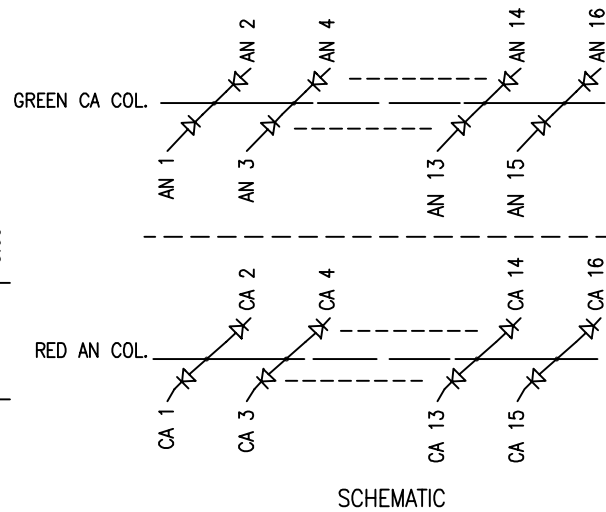 AN 2
AN 4
AN 14
AN 16
GREEN CA COL.
AN 1
AN 3
AN 13
AN 15
CA 2
CA 4
CA 14
CA 16
RED AN COL.
CA 1
CA 3
CA 13
CA 15
SCHEMATIC